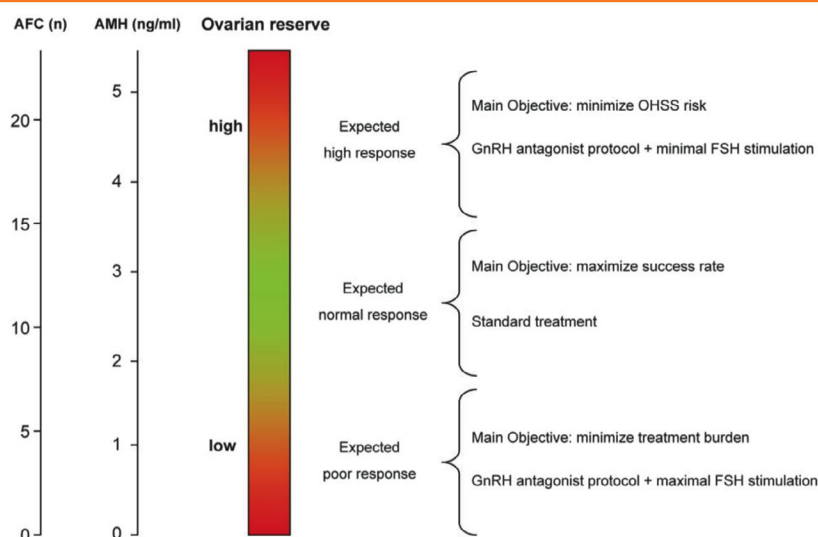 AFC (n) AMH (ng/ml) Ovarian reserve
5
20
high
Expected
high response
Main Objective: minimize OHSS risk
GnRH antagonist protocol + minimal FSH stimulation
4
15
3
Expected
normal response
Main Objective: maximize success rate
Standard treatment
10
2
5
1
low
Expected
poor response
Main Objective: minimize treatment burden
GnRH antagonist protocol + maximal FSH stimulation
0
0